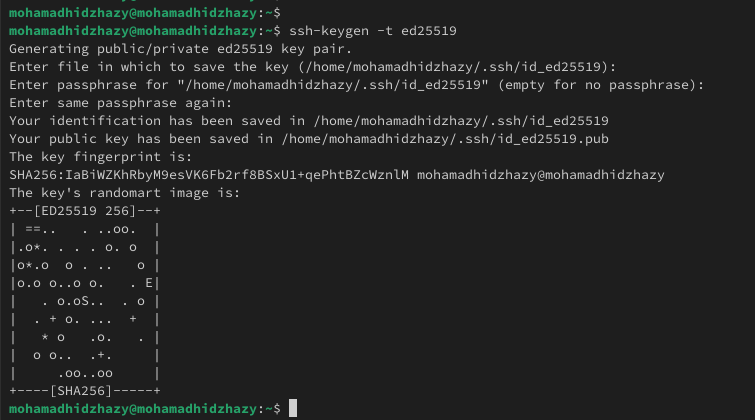 mohamadhidzhazy@mohamadhidzhazy:~$
mohamadhidzhazy@mohamadhidzhazy:~$ ssh-keygen -t ed25519
Generating public/private ed25519 key pair.
Enter file in which to save the key (/home/mohamadhidzhazy/.ssh/id_ed25519):
Enter passphrase for "/home/mohamadhidzhazy/.ssh/id_ed25519" (empty for no passphrase):
Enter same passphrase again:
Your identification has been saved in /home/mohamadhidzhazy/.ssh/id_ed25519
Your public key has been saved in /home/mohamadhidzhazy/.ssh/id_ed25519.pub
The key fingerprint is:
SHA256:IaBiWZKhRbyM9esVK6Fb2rf8BSxU1+qePhtBZcWznlM mohamadhidzhazy@mohamadhidzhazy
The key's randomart image is:
+--[ED25519 256]--+
| ==..   . ..oo.  |
|.o*. . . . o. o  |
|o*.o  o . ..   o |
|o.o o..o o.   . E|
|   . o.oS..  . o |
|  . + o. ...  +  |
|   * o   .o.   . |
|  o o..  .+.     |
|     .oo..oo     |
+----[SHA256]-----+
mohamadhidzhazy@mohamadhidzhazy:~$